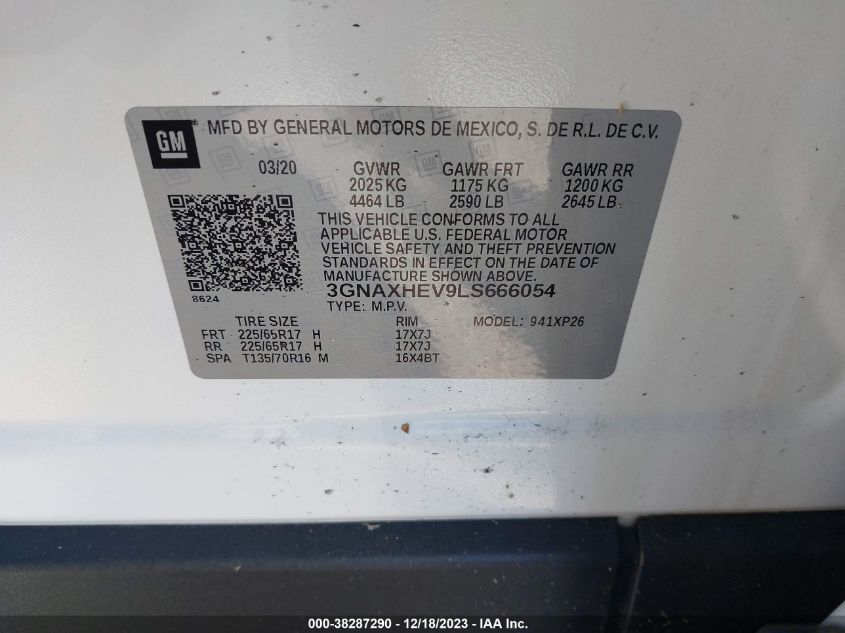 GM ® MFD BY GENERAL MOTORS DE MEXICO, S. DE R.L. DE C.V.
03/20 GVWR GAWR FRT GAWR RR
2025 KG 1175 KG 1200 KG
4464 LB 2590 LB 2645 LB
THIS VEHICLE CONFORMS TO ALL
APPLICABLE U.S. FEDERAL MOTOR
VEHICLE SAFETY AND THEFT PREVENTION
STANDARDS IN EFFECT ON THE DATE OF
MANUFACTURE SHOWN ABOVE.
8624 3GNAXHEV9LS666054
TYPE: M.P.V.
TIRE SIZE RIM MODEL: 941XP26
FRT 225/65R17 H 17X7J
RR 225/65R17 H 17X7J
SPA T135/70R16 M 16X4BT
000-38287290 - 12/18/2023 - IAA Inc.